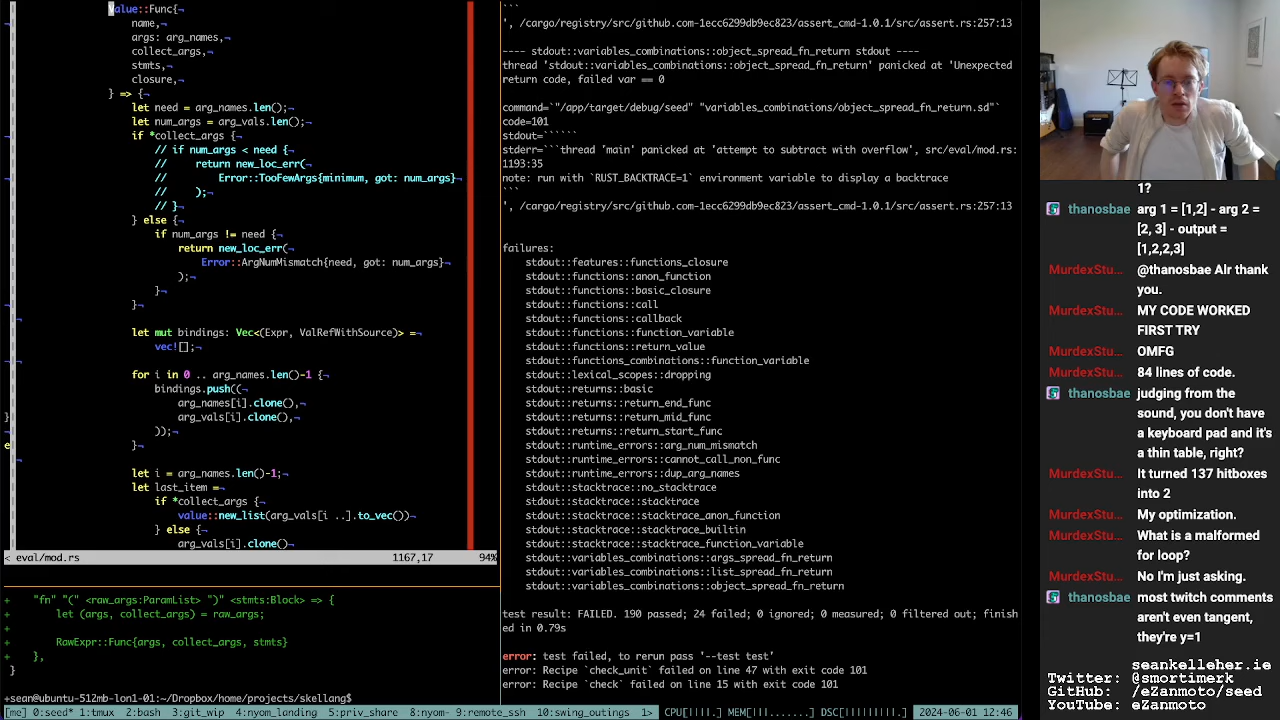 value::Func{¬
name,¬
args: arg_names,¬
collect_args,¬
stmts,¬
closure,¬
} => {¬
let need = arg_names.len();¬
let num_args = arg_vals.len();¬
if *collect_args {¬
// if num_args < need {¬
//   return new_loc_err(¬
//       Error::TooFewArgs{minimum, got: num_args}¬
//   );¬
// }¬
} else {¬
if num_args != need {¬
return new_loc_err(¬
Error::ArgNumMismatch{need, got: num_args}¬
);¬
}¬
}¬
¬
let mut bindings: Vec<(Expr, ValRefWithSource)> =¬
vec![];¬
¬
for i in 0 .. arg_names.len()-1 {¬
bindings.push((¬
arg_names[i].clone(),¬
arg_vals[i].clone(),¬
));¬
}¬
¬
let i = arg_names.len()-1;¬
let last_item =¬
if *collect_args {¬
value::new_list(arg_vals[i ..].to_vec())¬
} else {¬
arg_vals[i].clone()¬
< eval/mod.rs 1167,17 94%
+    "fn" "(" <raw_args:ParamList> ")" <stmts:Block> => {
+        let (args, collect_args) = raw_args;
+
+        RawExpr::Func{args, collect_args, stmts}
+    },
}
+sean@ubuntu-512mb-lon1-01:~/Dropbox/home/projects/skellang$
```
', /cargo/registry/src/github.com-1ecc6299db9ec823/assert_cmd-1.0.1/src/assert.rs:257:13
---- stdout::variables_combinations::object_spread_fn_return stdout ----
thread 'stdout::variables_combinations::object_spread_fn_return' panicked at 'Unexpected
return code, failed var == 0
command=`"/app/target/debug/seed" "variables_combinations/object_spread_fn_return.sd"`
code=101
stdout=``````
stderr=```thread 'main' panicked at 'attempt to subtract with overflow', src/eval/mod.rs:
1193:35
note: run with `RUST_BACKTRACE=1` environment variable to display a backtrace
```
', /cargo/registry/src/github.com-1ecc6299db9ec823/assert_cmd-1.0.1/src/assert.rs:257:13
failures:
stdout::features::functions_closure
stdout::functions::anon_function
stdout::functions::basic_closure
stdout::functions::call
stdout::functions::callback
stdout::functions::function_variable
stdout::functions::return_value
stdout::functions_combinations::function_variable
stdout::lexical_scopes::dropping
stdout::returns::basic
stdout::returns::return_end_func
stdout::returns::return_mid_func
stdout::returns::return_start_func
stdout::runtime_errors::arg_num_mismatch
stdout::runtime_errors::cannot_call_non_func
stdout::runtime_errors::dup_arg_names
stdout::stacktrace::no_stacktrace
stdout::stacktrace::stacktrace
stdout::stacktrace::stacktrace_anon_function
stdout::stacktrace::stacktrace_builtin
stdout::stacktrace::stacktrace_function_variable
stdout::variables_combinations::args_spread_fn_return
stdout::variables_combinations::list_spread_fn_return
stdout::variables_combinations::object_spread_fn_return
test result: FAILED. 190 passed; 24 failed; 0 ignored; 0 measured; 0 filtered out; finish
ed in 0.79s
error: test failed, to rerun pass '--test test'
error: Recipe `check_unit` failed on line 47 with exit code 101
error: Recipe `check` failed on line 15 with exit code 101
1?
thanosbae arg 1 = [1,2] - arg 2 =
[2, 3] - output =
[1,2,2,3]
MurdexStu... @thanosbae Alr thank
you.
MurdexStu... MY CODE WORKED
FIRST TRY
MurdexStu... OMFG
MurdexStu... 84 lines of code.
thanosbae judging from the
sound, you don't have
a keyboard pad and it's
a thin table, right?
MurdexStu... It turned 137 hitboxes
into 2
MurdexStu... My optimization.
MurdexStu... What is a malformed
for loop?
MurdexStu... No I'm just asking.
thanosbae most twitch comments
aren't even tangent,
they're y=1
seankelleher.ie
Twitter: @smortaz
Github: /ezanmoto
[me] 0:seed* 1:tmux 2:bash 3:git_wip 4:nyom_landing 5:priv_share 8:nyom- 9:remote_ssh 10:swing_outings 1> CPU[||||.] MEM[|||.......] DSC[|||||||||.] 2024-06-01 12:46